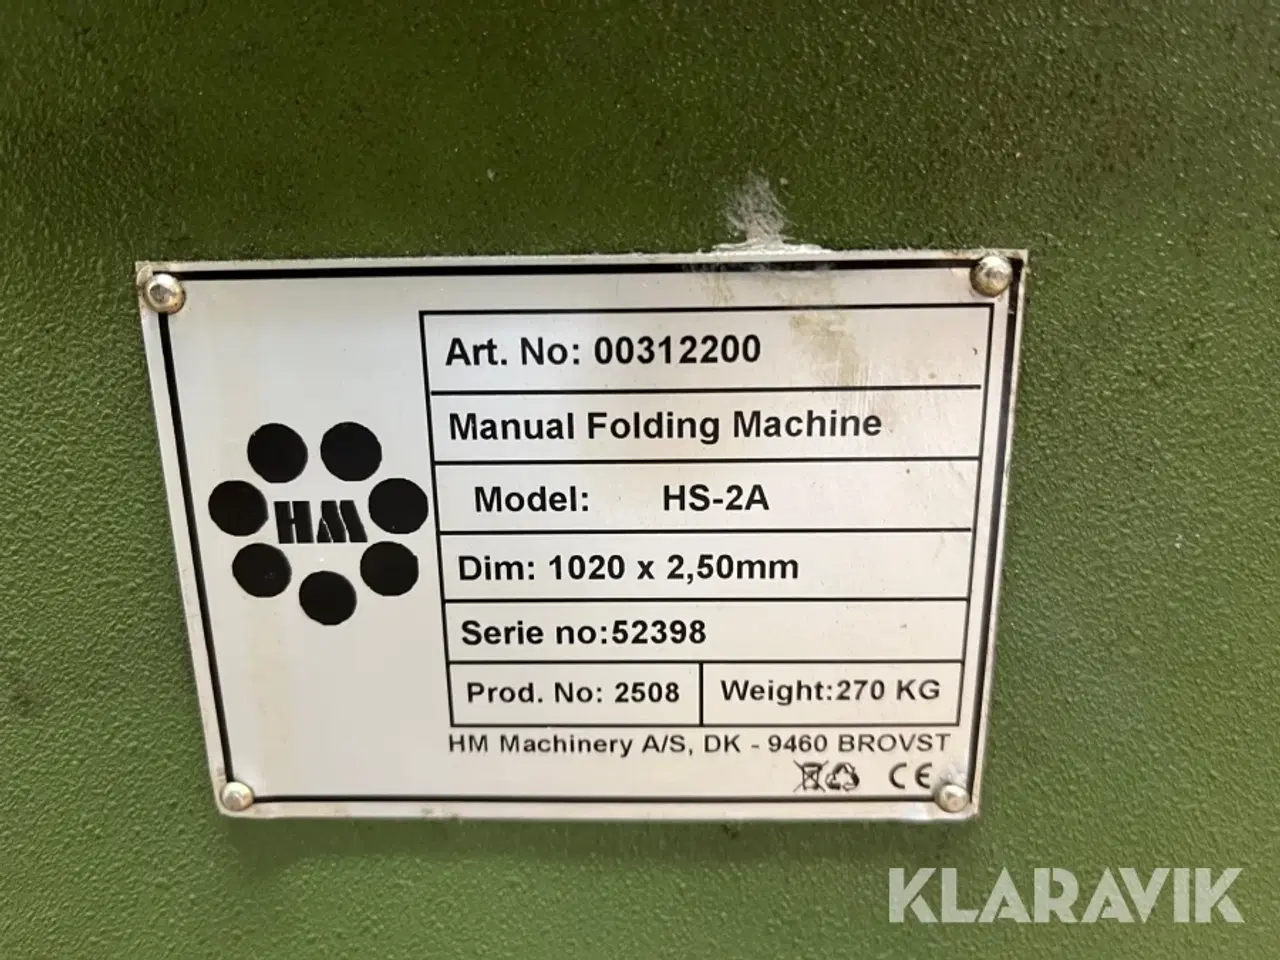 Art. No: 00312200
Manual Folding Machine
HM
Model: HS-2A
Dim: 1020 x 2,50mm
Serie no:52398
Prod. No: 2508 Weight:270 KG
HM Machinery A/S, DK - 9460 BROVST
CE
KLARAVIK